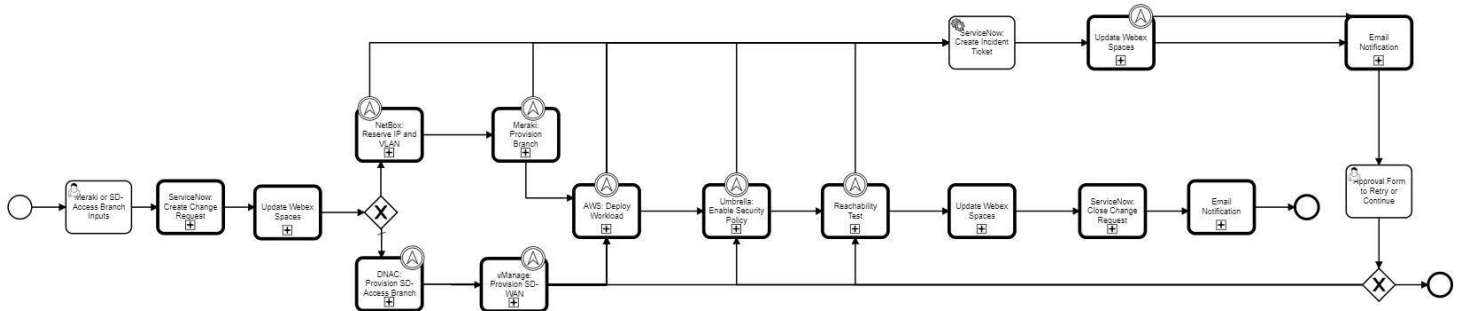 ServiceNow:
Create Incident
Ticket
Update Webex
Spaces
Email
Notification
NetBox:
Reserve IP and
VLAN
Meraki:
Provision
Branch
Meraki or SD-
Access Branch
Inputs
ServiceNow:
Create Change
Request
Update Webex
Spaces
X
AWS: Deploy
Workload
Umbrella:
Enable Security
Policy
Reachability
Test
Update Webex
Spaces
ServiceNow:
Close Change
Request
Email
Notification
Approval Form
to Retry or
Continue
DNAC:
Provision SD-
Access Branch
vManage:
Provision SD-
WAN
X